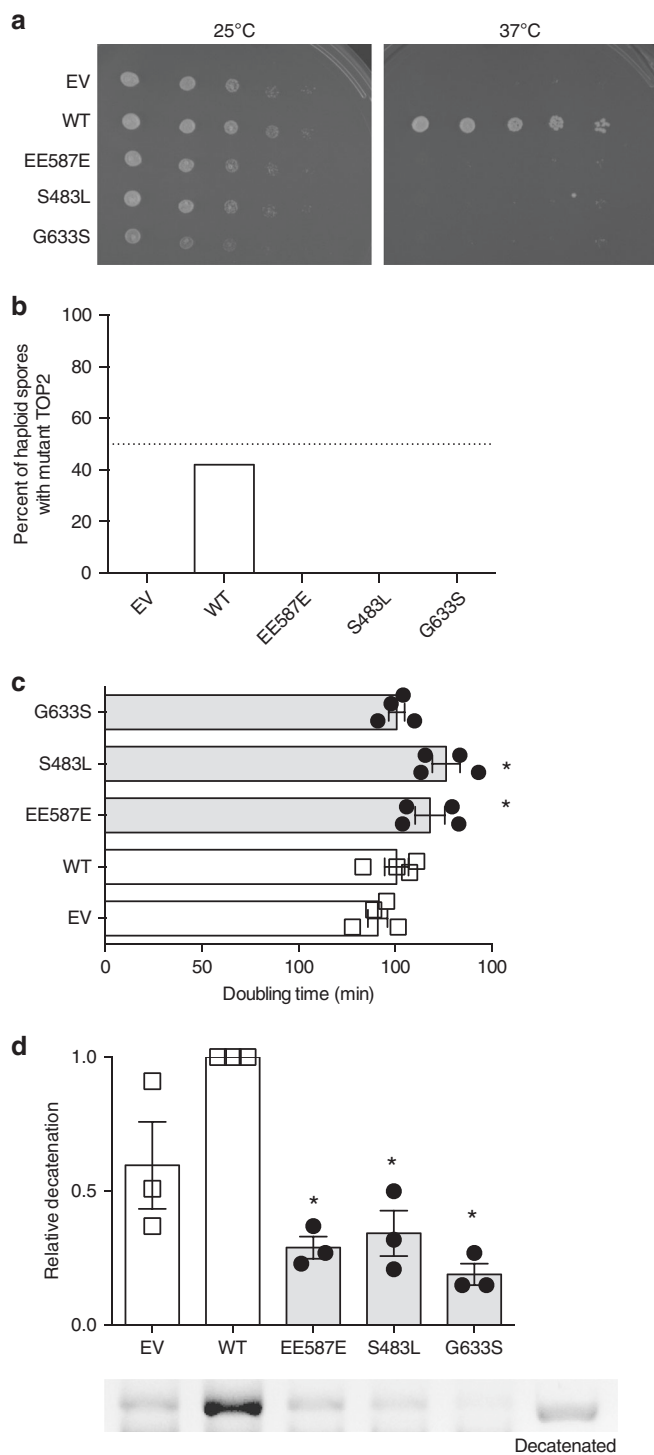 a
25°C
37°C
EV
WT
EE587E
S483L
G633S
b
Percent of haploid spores
with mutant TOP2
100
80
60
40
20
0
EV
WT
EE587E
S483L
G633S
c
G633S
S483L
*
EE587E
*
WT
EV
0
50
100
100
100
Doubling time (min)
d
Relative decatenation
1.0
0.5
0.0
*
*
*
EV
WT
EE587E
S483L
G633S
Decatenated